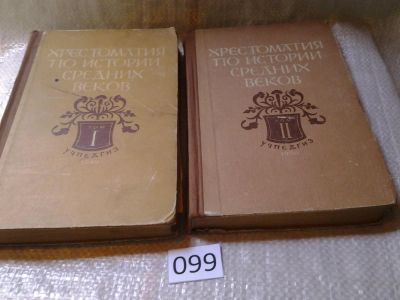 ХРЕСТОМАТИЯ
ПО ИСТОРИИ
СРЕДНИХ
ВЕКОВ
I
УЧПЕДГИЗ
ХРЕСТОМАТИЯ
ПО ИСТОРИИ
СРЕДНИХ
ВЕКОВ
II
УЧПЕДГИЗ
099